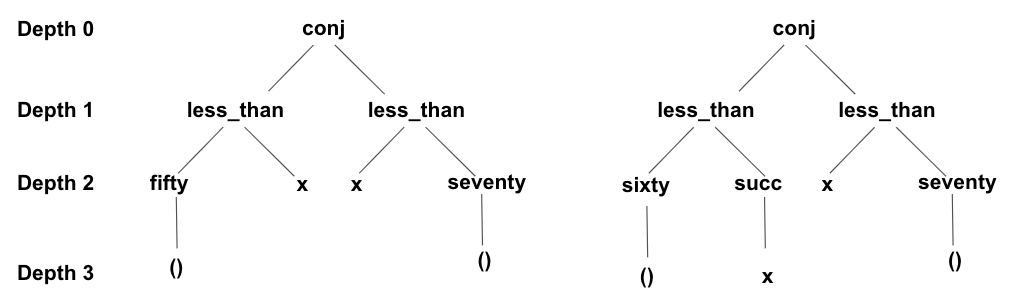 Depth 0 conj conj
Depth 1 less_than less_than less_than less_than
Depth 2 fifty x x seventy sixty succ x seventy
Depth 3 () () () x ()